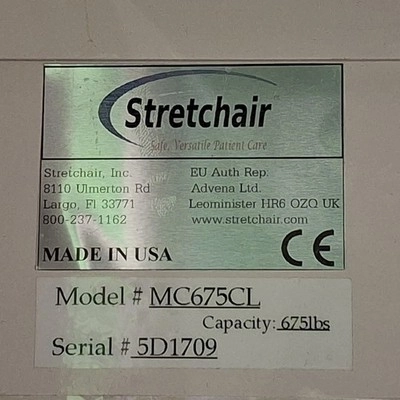 Stretchair
Safe, Versatile Patient Care
Stretchair, Inc.
8110 Ulmerton Rd
Largo, Fl 33771
800-237-1162
EU Auth Rep:
Advena Ltd.
Leominister HR6 OZQ UK
www.stretchair.com
MADE IN USA
CE
Model # MC675CL
Capacity: 675lbs
Serial # 5D1709